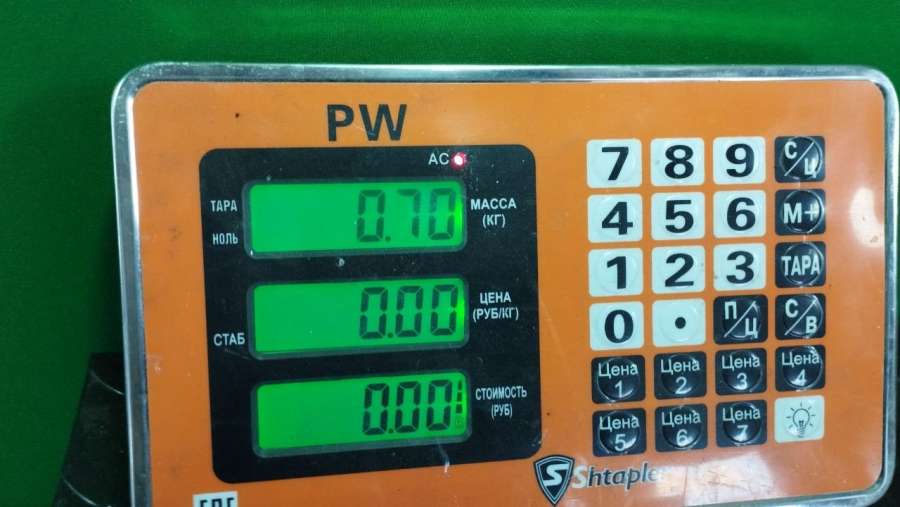 PW
AC
ТАРА
НОЛЬ
0.70
МАССА
(КГ)
СТАБ
0.00
ЦЕНА
(РУБ/КГ)
0.00
СТОИМОСТЬ
(РУБ)
7 8 9 С/Ц
4 5 6 М+
1 2 3 ТАРА
0 . П/Ц С/В
Цена 1 Цена 2 Цена 3 Цена 4
Цена 5 Цена 6 Цена 7
S Shtapler
EAC